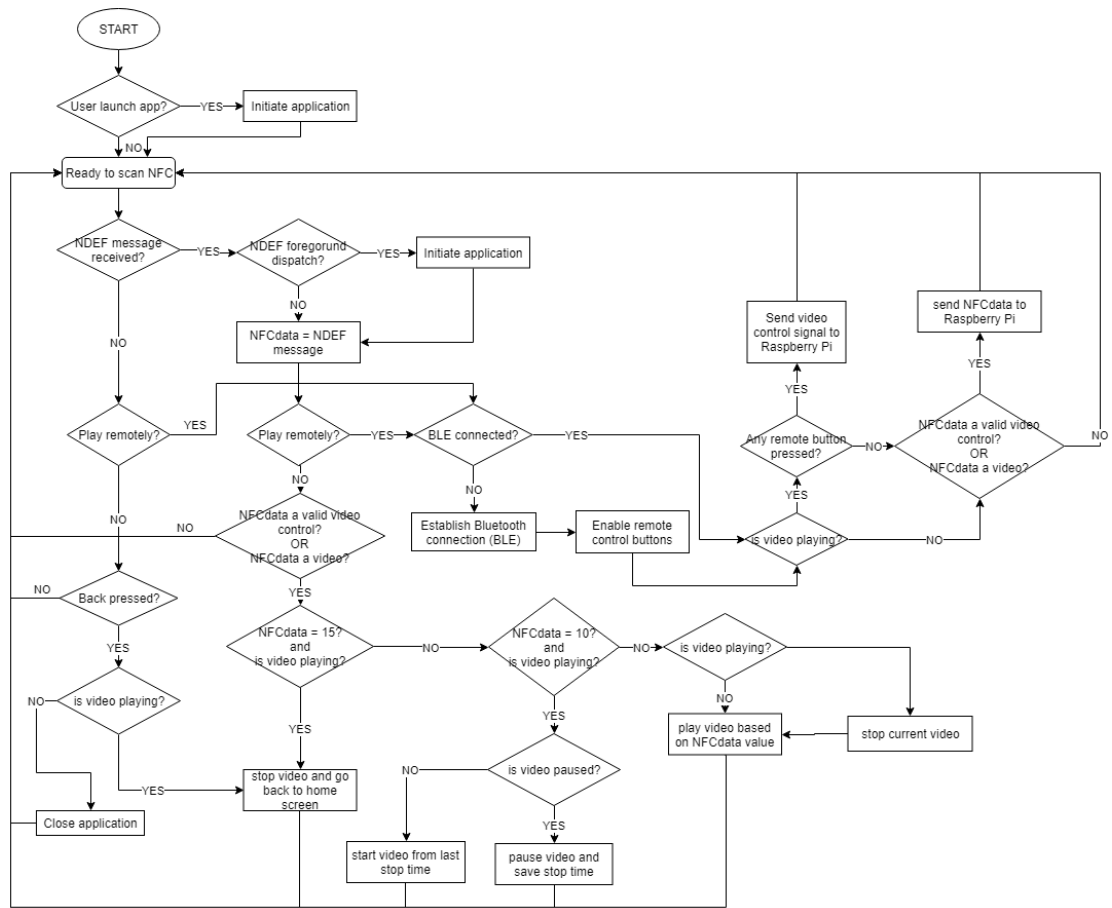 START
User launch app?
YES
Initiate application
NO
Ready to scan NFC
NDEF message
received?
YES
NDEF foregorund
dispatch?
YES
Initiate application
NO
NFCdata = NDEF
message
NO
Send video
control signal to
Raspberry Pi
send NFCdata to
Raspberry Pi
YES
YES
Play remotely?
YES
Play remotely?
YES
BLE connected?
YES
Any remote button
pressed?
NO
NFCdata a valid video
control?
OR
NFCdata a video?
NO
NO
NO
YES
NO
NFCdata a valid video
control?
OR
NFCdata a video?
NO
Establish Bluetooth
connection (BLE)
Enable remote
control buttons
is video playing?
NO
Back pressed?
NO
YES
YES
NFCdata = 15?
and
is video playing?
NO
NFCdata = 10?
and
is video playing?
NO
is video playing?
is video playing?
NO
YES
YES
NO
play video based
on NFCdata value
stop current video
YES
stop video and go
back to home
screen
is video paused?
NO
YES
Close application
start video from last
stop time
pause video and
save stop time